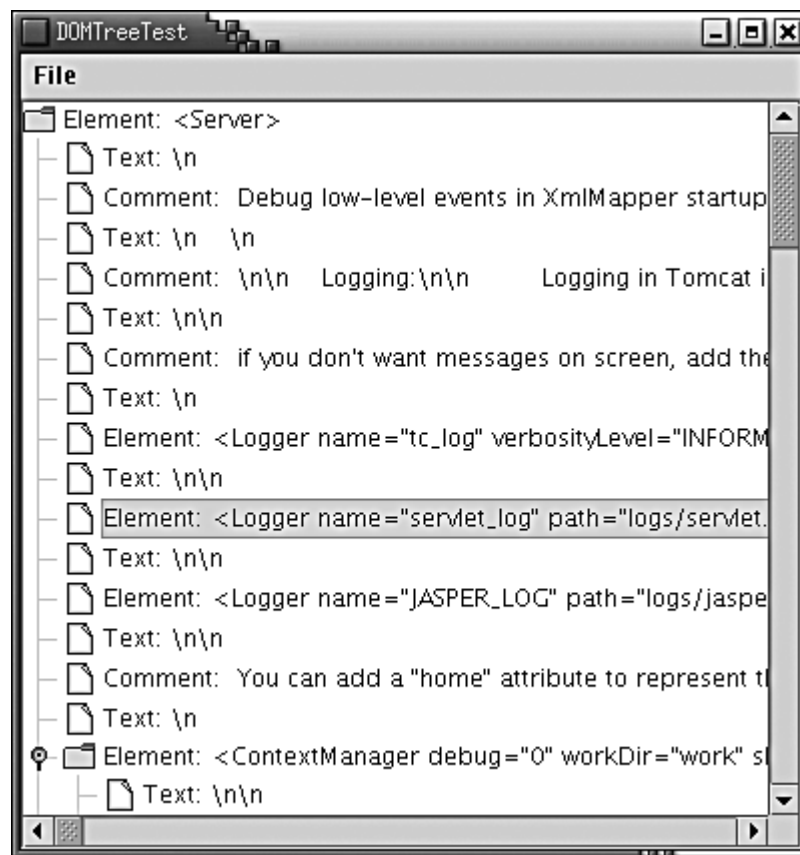 DOMTreeTest
File
Element: <Server>
Text: \n
Comment:  Debug low-level events in XmlMapper startup
Text: \n   \n
Comment:  \n\n   Logging:\n\n       Logging in Tomcat i
Text: \n\n
Comment:  if you don't want messages on screen, add the
Text: \n
Element: <Logger name="tc_log" verbosityLevel="INFORM
Text: \n\n
Element: <Logger name="servlet_log" path="logs/servlet.
Text: \n\n
Element: <Logger name="JASPER_LOG" path="logs/jaspe
Text: \n\n
Comment:  You can add a "home" attribute to represent t
Text: \n
Element: <ContextManager debug="0" workDir="work" s
Text: \n\n